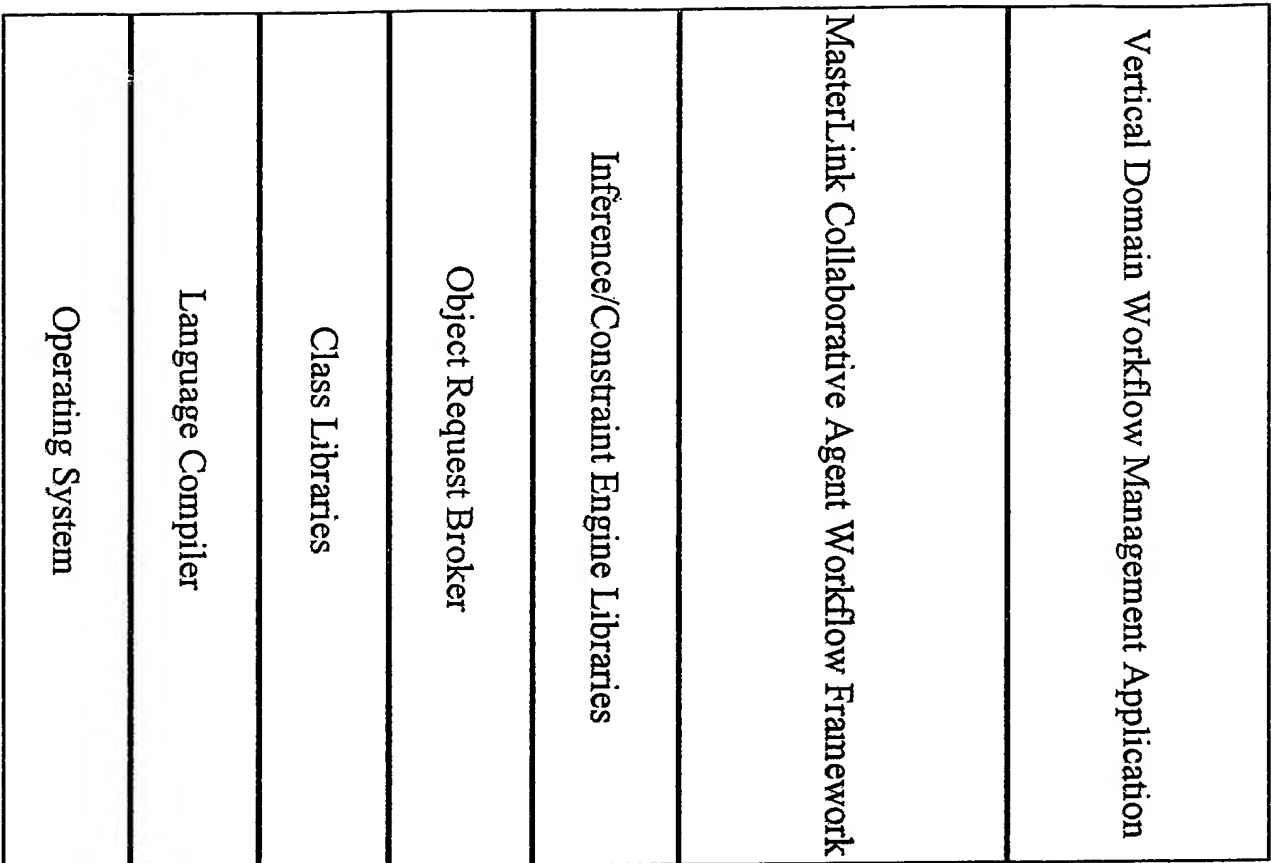 Vertical Domain Workflow Management Application
MasterLink Collaborative Agent Workflow Framework
Inference/Constraint Engine Libraries
Object Request Broker
Class Libraries
Language Compiler
Operating System